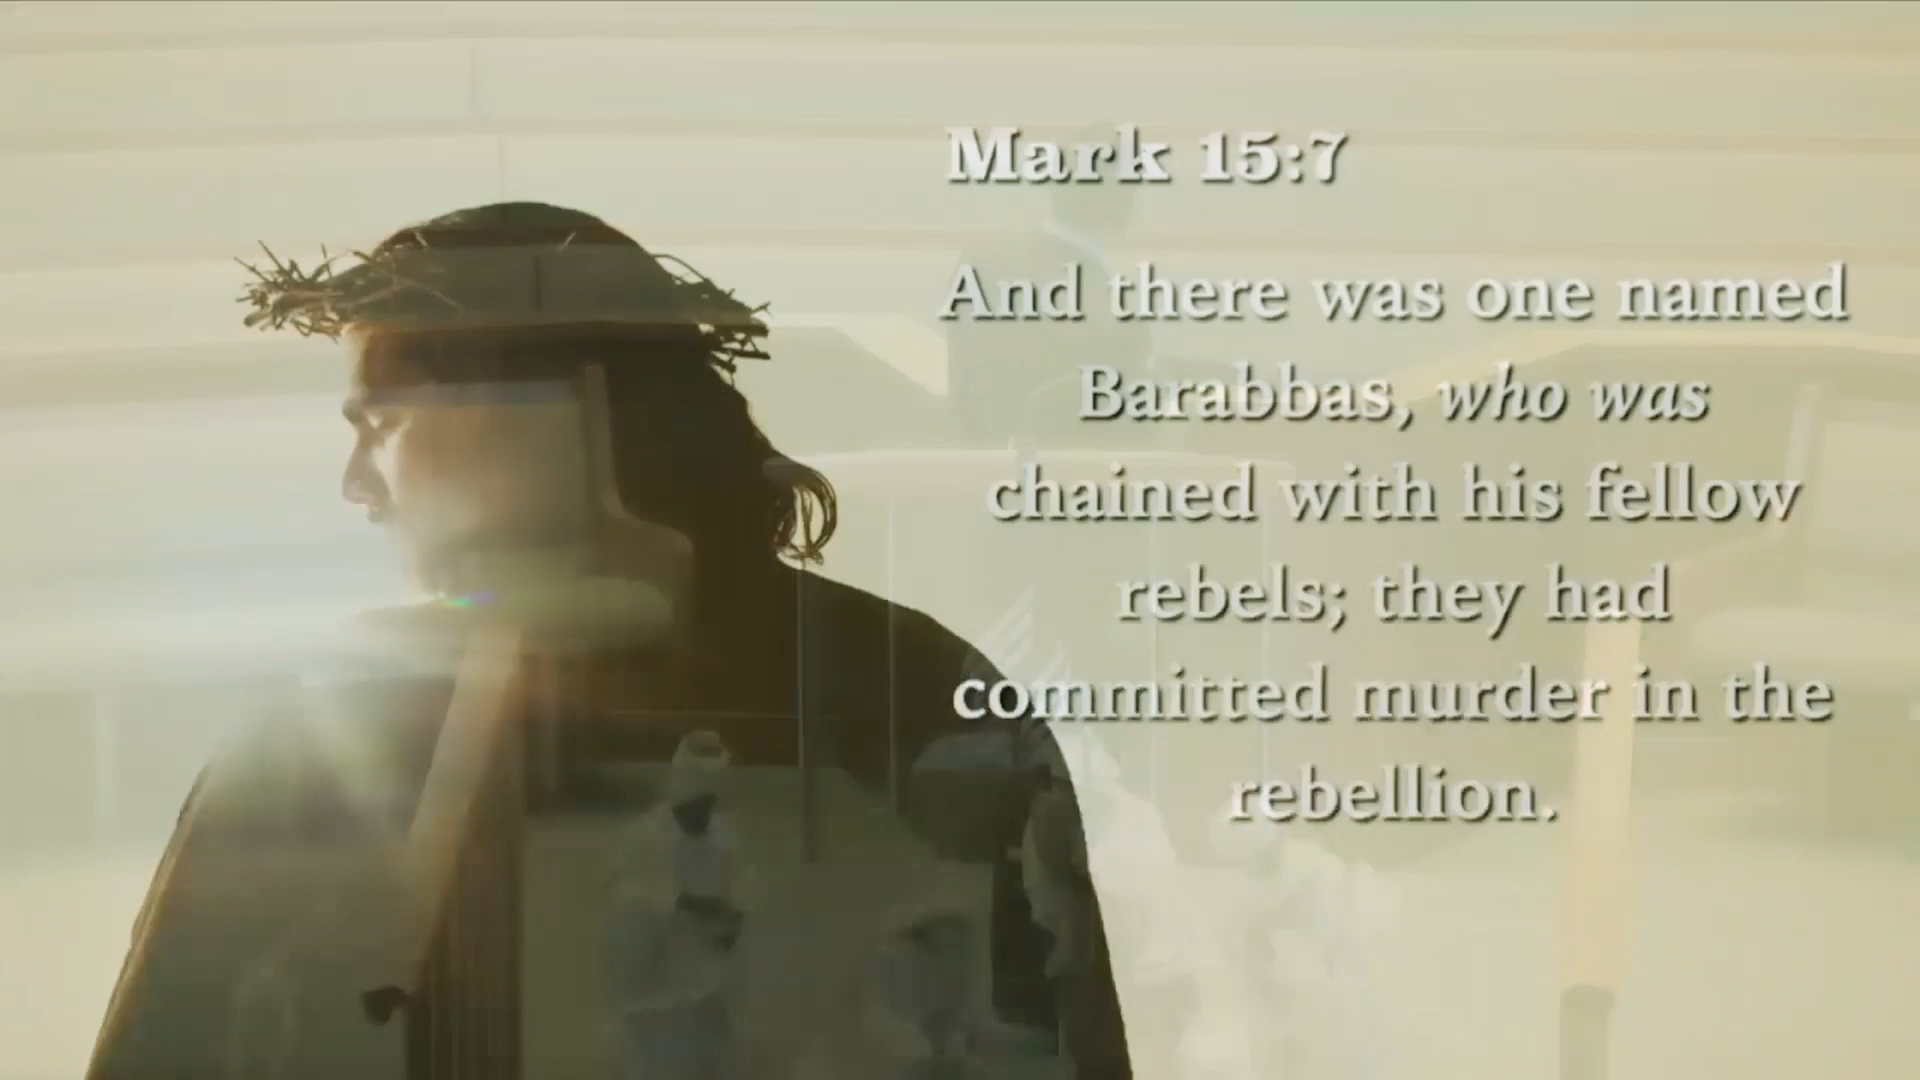 Mark 15:7
And there was one named
Barabbas, who was
chained with his fellow
rebels; they had
committed murder in the
rebellion.